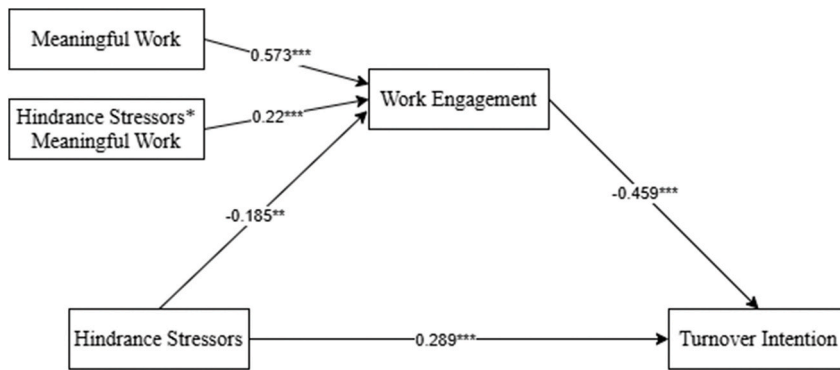 Meaningful Work
0.573***
Work Engagement
Hindrance Stressors*
Meaningful Work
0.22***
-0.185**
-0.459***
Hindrance Stressors
0.289***
Turnover Intention